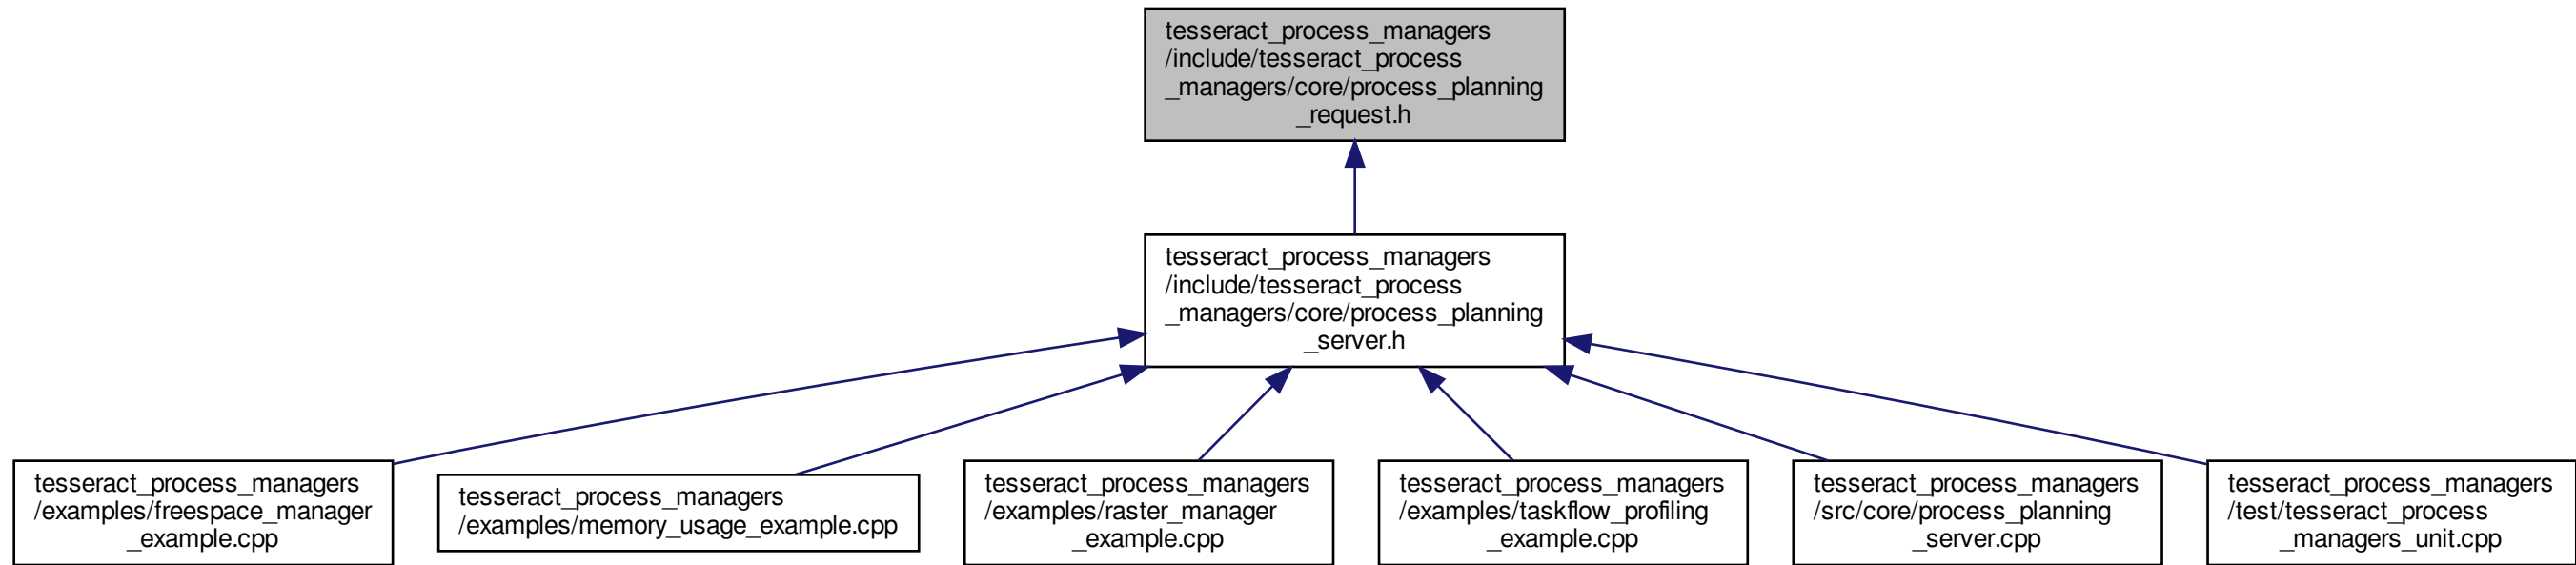 tesseract_process_managers
/include/tesseract_process
_managers/core/process_planning
_request.h
tesseract_process_managers
/include/tesseract_process
_managers/core/process_planning
_server.h
tesseract_process_managers
/examples/freespace_manager
_example.cpp
tesseract_process_managers
/examples/memory_usage_example.cpp
tesseract_process_managers
/examples/raster_manager
_example.cpp
tesseract_process_managers
/examples/taskflow_profiling
_example.cpp
tesseract_process_managers
/src/core/process_planning
_server.cpp
tesseract_process_managers
/test/tesseract_process
_managers_unit.cpp